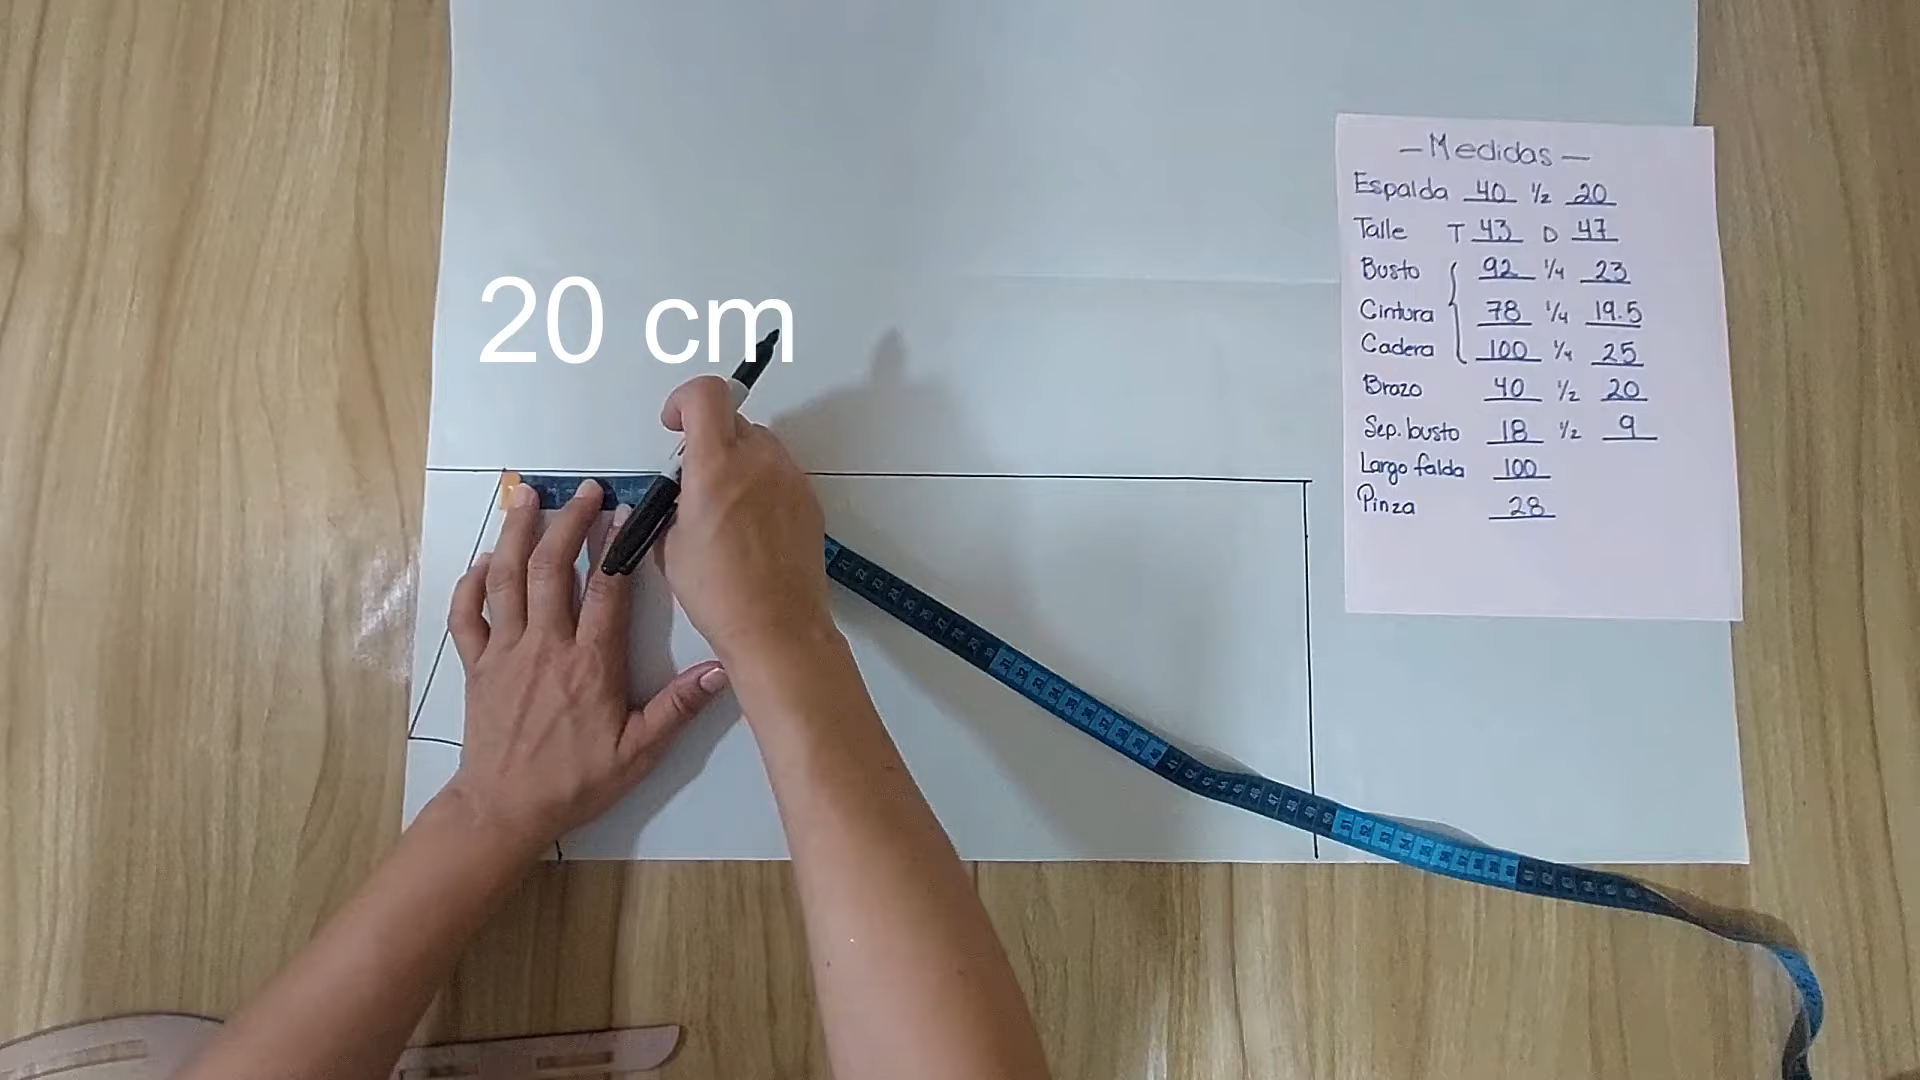 20 cm
- Medidas -
Espalda 40 1/2 20
Talle T 43 D 47
Busto 92 1/4 23
Cintura 78 1/4 19.5
Cadera 100 1/4 25
Brazo 40 1/2 20
Sep. busto 18 1/2 9
Largo falda 100
Pinza 28